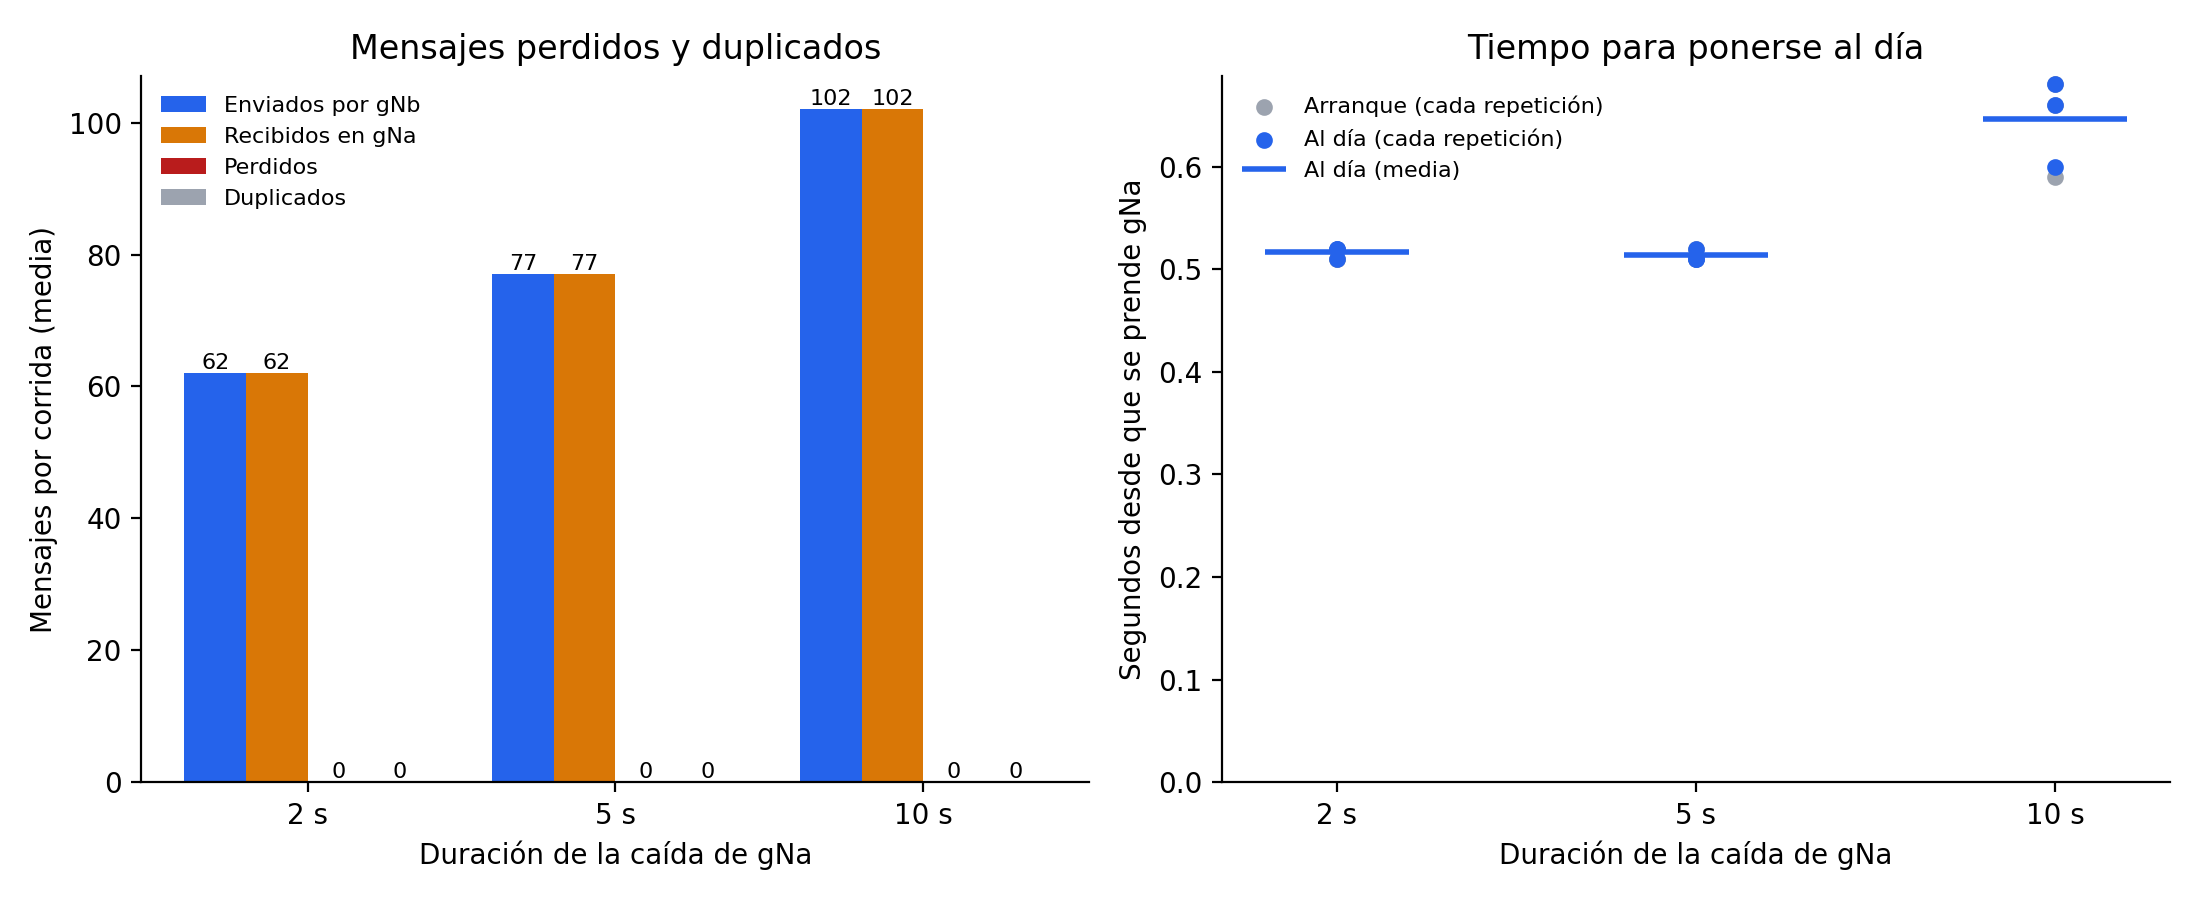 Mensajes perdidos y duplicados
Enviados por gNb
Recibidos en gNa
Perdidos
Duplicados
Mensajes por corrida (media)
100
80
60
40
20
0
62 62 0 0
77 77 0 0
102 102 0 0
2 s 5 s 10 s
Duración de la caída de gNa
Tiempo para ponerse al día
Arranque (cada repetición)
Al día (cada repetición)
Al día (media)
Segundos desde que se prende gNa
0.6
0.5
0.4
0.3
0.2
0.1
0.0
2 s 5 s 10 s
Duración de la caída de gNa